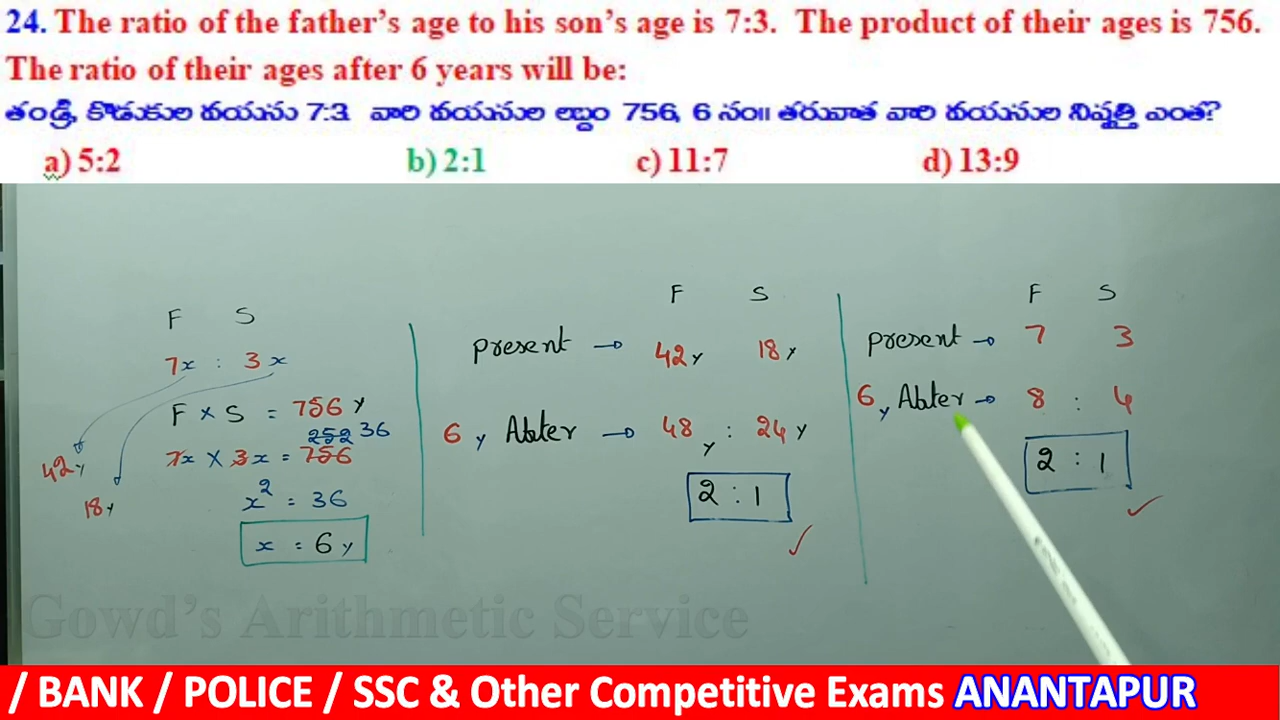 24. The ratio of the father's age to his son's age is 7:3. The product of their ages is 756.
The ratio of their ages after 6 years will be:
తండ్రి, కొడుకుల వయసు 7:3 వారి వయసుల లబ్దం 756, 6 సం॥ తరువాత వారి వయసుల నిష్పత్తి ఎంత?
a) 5:2 b) 2:1 c) 11:7 d) 13:9
F S
7x : 3x
F × S = 756 y
252 36
7x × 3x = 756
42y
18y
x² = 36
x = 6 y
F S
present → 42y 18y
6 y After → 48 y : 24 y
2 : 1
F S
present → 7 3
6 y After → 8 : 4
2 : 1
Gowd's Arithmetic Service
/ BANK / POLICE / SSC & Other Competitive Exams ANANTAPUR